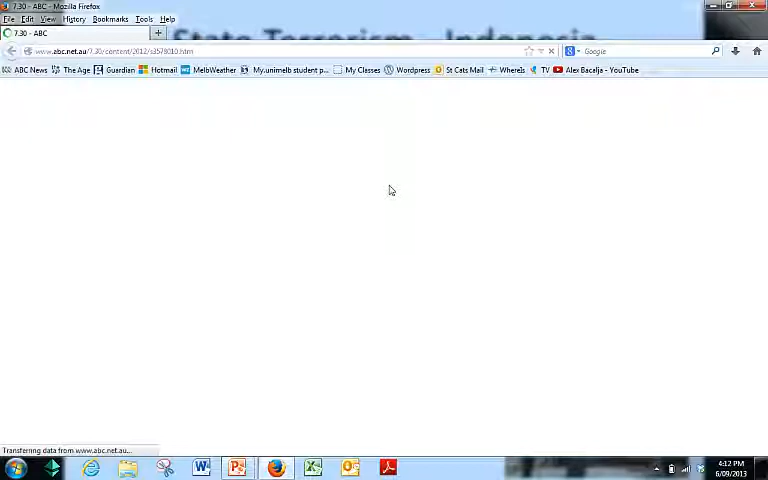 7.30 - ABC - Mozilla Firefox
File Edit View History Bookmarks Tools Help
State Terrorism - Indonesia
7.30 - ABC
www.abc.net.au/7.30/content/2012/s3578010.htm
Google
ABC News The Age Guardian Hotmail MelbWeather My.unimelb student p... My Classes Wordpress St Cats Mail WhereIs TV Alex Bacalja - YouTube
Transferring data from www.abc.net.au...
4:12 PM
6/09/2013